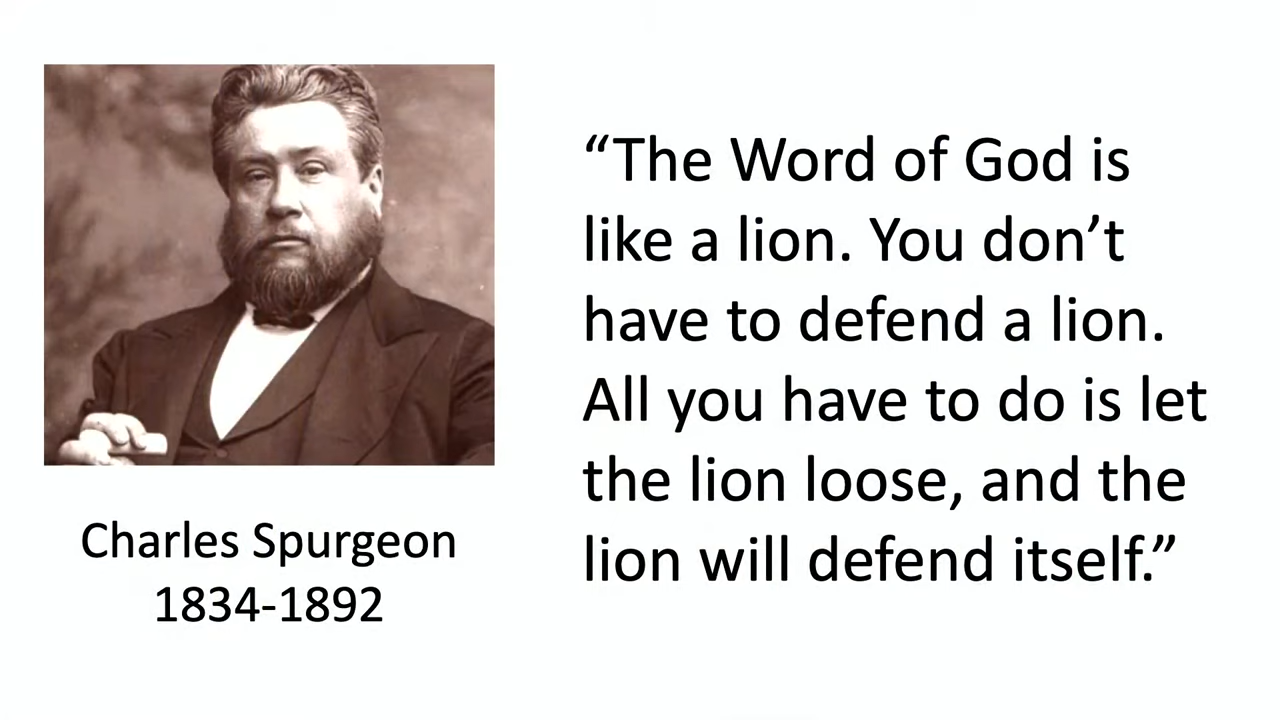 “The Word of God is
like a lion. You don’t
have to defend a lion.
All you have to do is let
the lion loose, and the
lion will defend itself.”
Charles Spurgeon
1834-1892